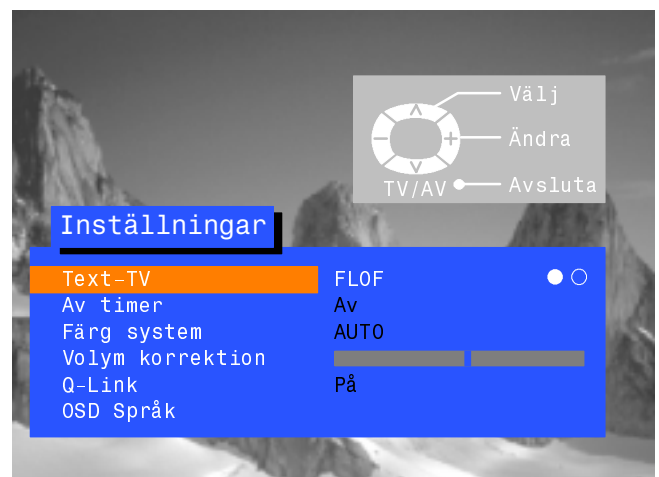 Välj
Ändra
TV/AV Avsluta
Inställningar
Text-TV FLOF
Av timer Av
Färg system AUTO
Volym korrektion
Q-Link På
OSD Språk